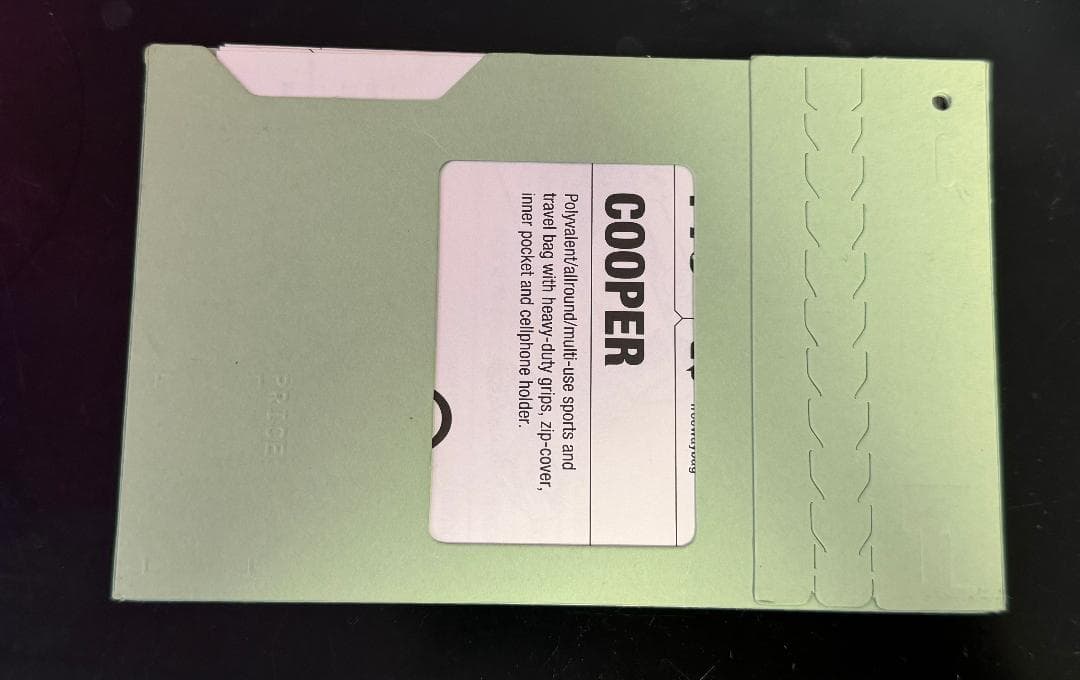 COOPER
Polyvalent/allround/multi-use sports and
travel bag with heavy-duty grips, zip-cover,
inner pocket and cellphone holder.
PRICE